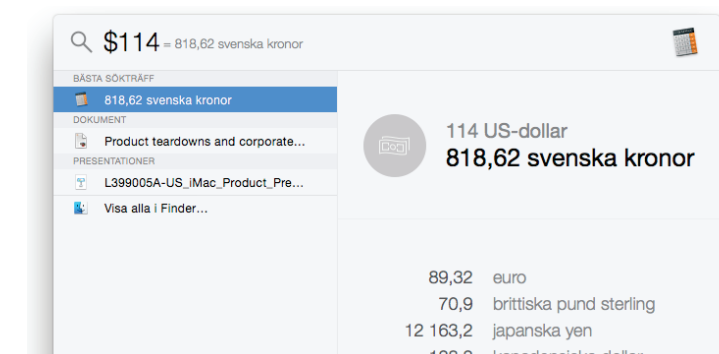 $114 = 818,62 svenska kronor
BÄSTA SÖKTRÄFF
818,62 svenska kronor
DOKUMENT
Product teardowns and corporate...
PRESENTATIONER
L399005A-US_iMac_Product_Pre...
Visa alla i Finder...
114 US-dollar
818,62 svenska kronor
89,32 euro
70,9 brittiska pund sterling
12 163,2 japanska yen